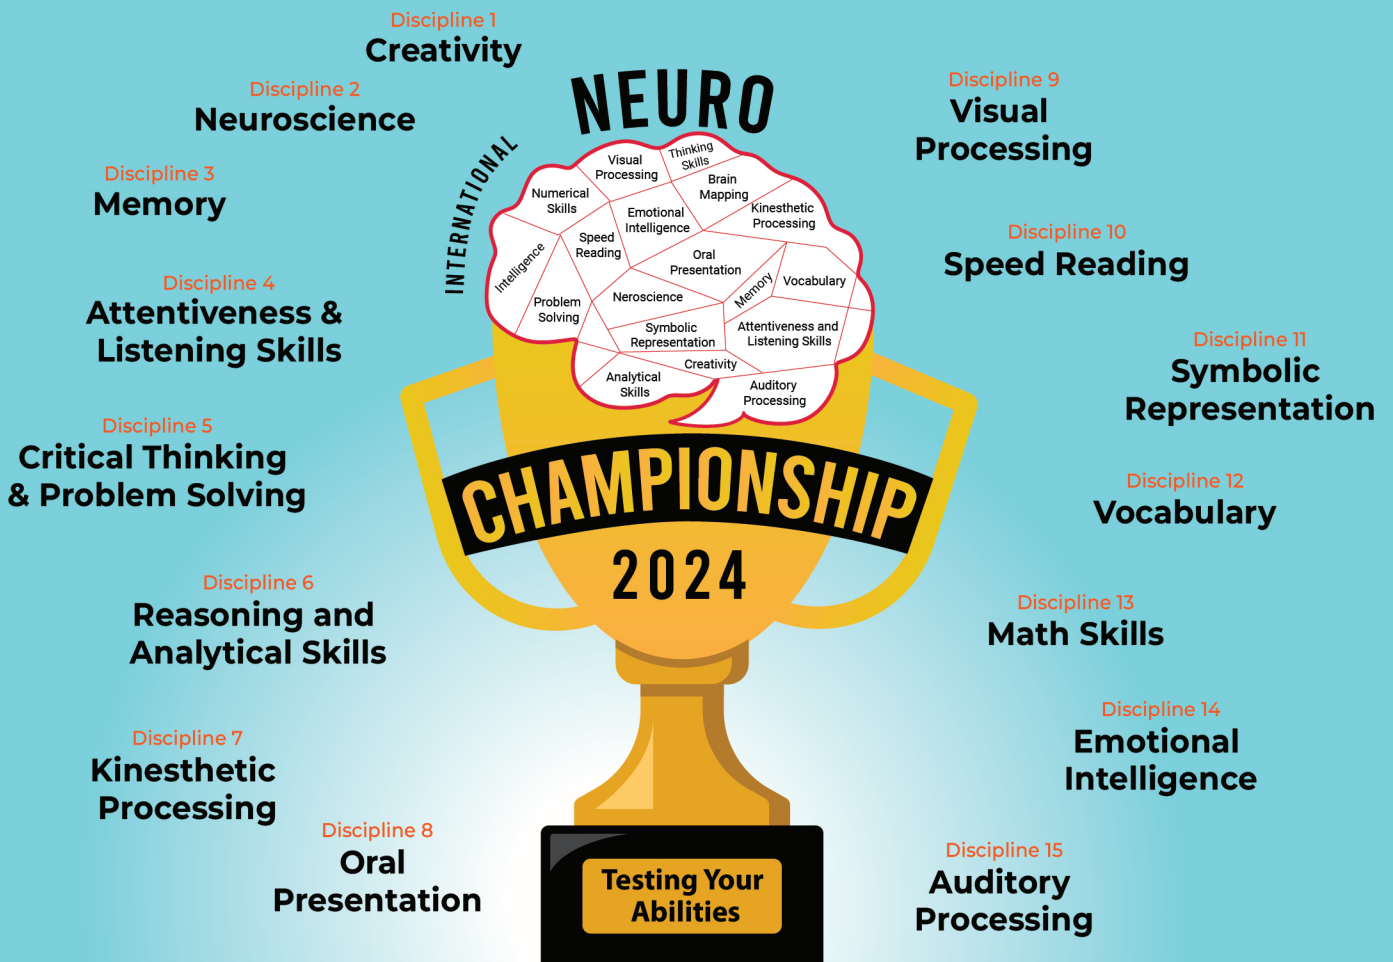 Discipline 1
Creativity
Discipline 2
Neuroscience
Discipline 3
Memory
Discipline 4
Attentiveness &
Listening Skills
Discipline 5
Critical Thinking
& Problem Solving
Discipline 6
Reasoning and
Analytical Skills
Discipline 7
Kinesthetic
Processing
Discipline 8
Oral
Presentation
INTERNATIONAL
NEURO
Visual
Processing
Thinking
Skills
Numerical
Skills
Brain
Mapping
Emotional
Intelligence
Kinesthetic
Processing
Intelligence
Speed
Reading
Oral
Presentation
Memory
Vocabulary
Problem
Solving
Neroscience
Symbolic
Representation
Attentiveness and
Listening Skills
Creativity
Analytical
Skills
Auditory
Processing
CHAMPIONSHIP
2024
Testing Your
Abilities
Discipline 9
Visual
Processing
Discipline 10
Speed Reading
Discipline 11
Symbolic
Representation
Discipline 12
Vocabulary
Discipline 13
Math Skills
Discipline 14
Emotional
Intelligence
Discipline 15
Auditory
Processing